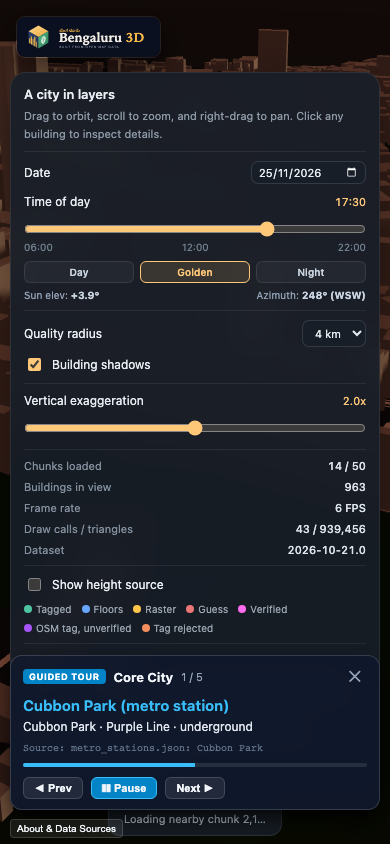 Bengaluru 3D
BUILT FROM OPEN MAP DATA
A city in layers
Drag to orbit, scroll to zoom, and right-drag to pan. Click any
building to inspect details.
Date
25/11/2026
Time of day
17:30
06:00
12:00
22:00
Day
Golden
Night
Sun elev: +3.9°
Azimuth: 248° (WSW)
Quality radius
4 km
Building shadows
Vertical exaggeration
2.0x
Chunks loaded
14 / 50
Buildings in view
963
Frame rate
6 FPS
Draw calls / triangles
43 / 939,456
Dataset
2026-10-21.0
Show height source
Tagged Floors Raster Guess Verified
OSM tag, unverified Tag rejected
GUIDED TOUR Core City 1 / 5
Cubbon Park (metro station)
Cubbon Park · Purple Line · underground
Source: metro_stations.json: Cubbon Park
Prev
Pause
Next
Loading nearby chunk 2,1...
About & Data Sources